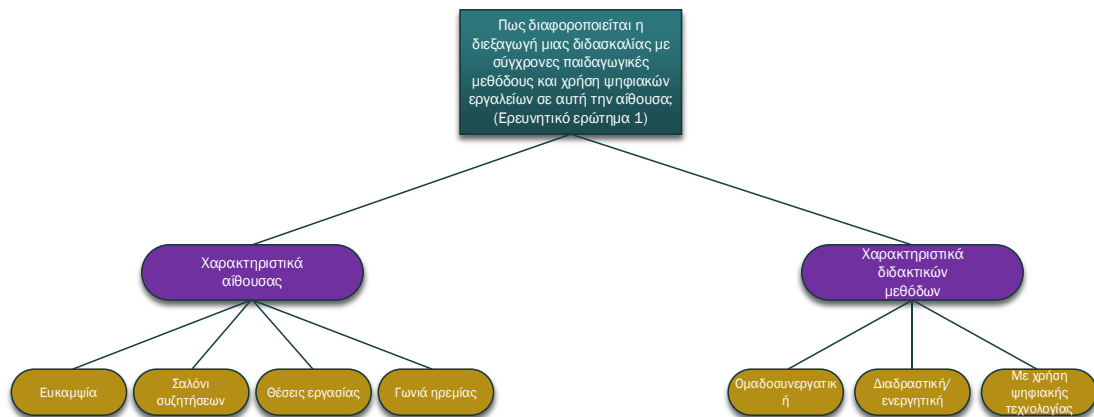 Πως διαφοροποιείται η
διεξαγωγή μιας διδασκαλίας με
σύγχρονες παιδαγωγικές
μεθόδους και χρήση ψηφιακών
εργαλείων σε αυτή την αίθουσα;
(Ερευνητικό ερώτημα 1)
Χαρακτηριστικά
αίθουσας
Χαρακτηριστικά
διδακτικών
μεθόδων
Ευκαμψία
Σαλόνι
συζητήσεων
Θέσεις εργασίας
Γωνιά ηρεμίας
Ομαδοσυνεργατικ
ή
Διαδραστική/
ενεργητική
Με χρήση
ψηφιακής
τεχνολογίας